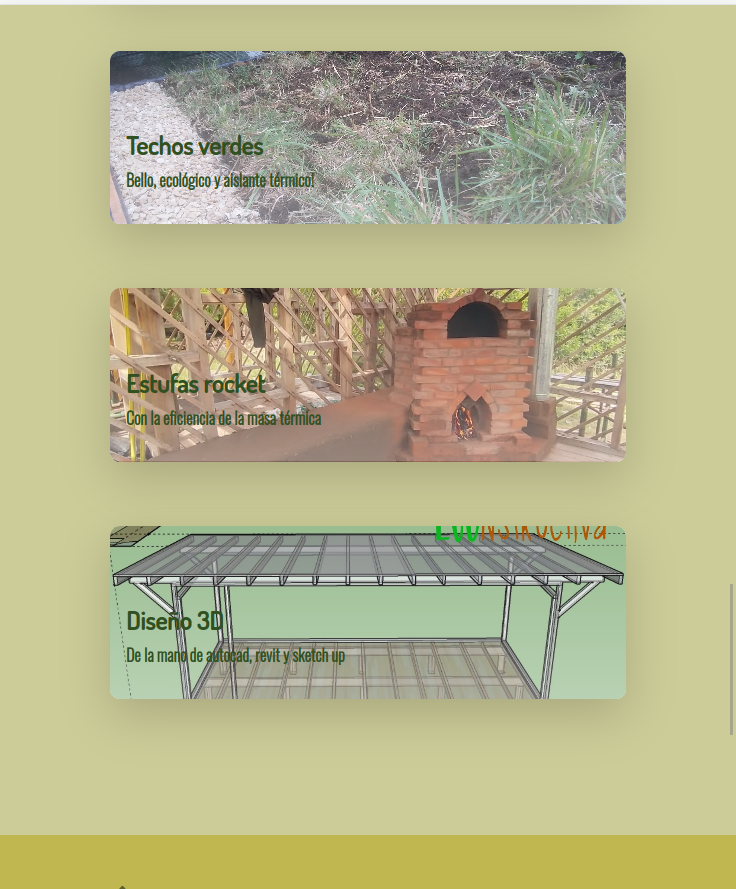 Techos verdes
Bello, ecológico y aislante térmico!
Estufas rocket
Con la eficiencia de la masa térmica
EcoNstructiva
Diseño 3D
De la mano de autocad, revit y sketch up